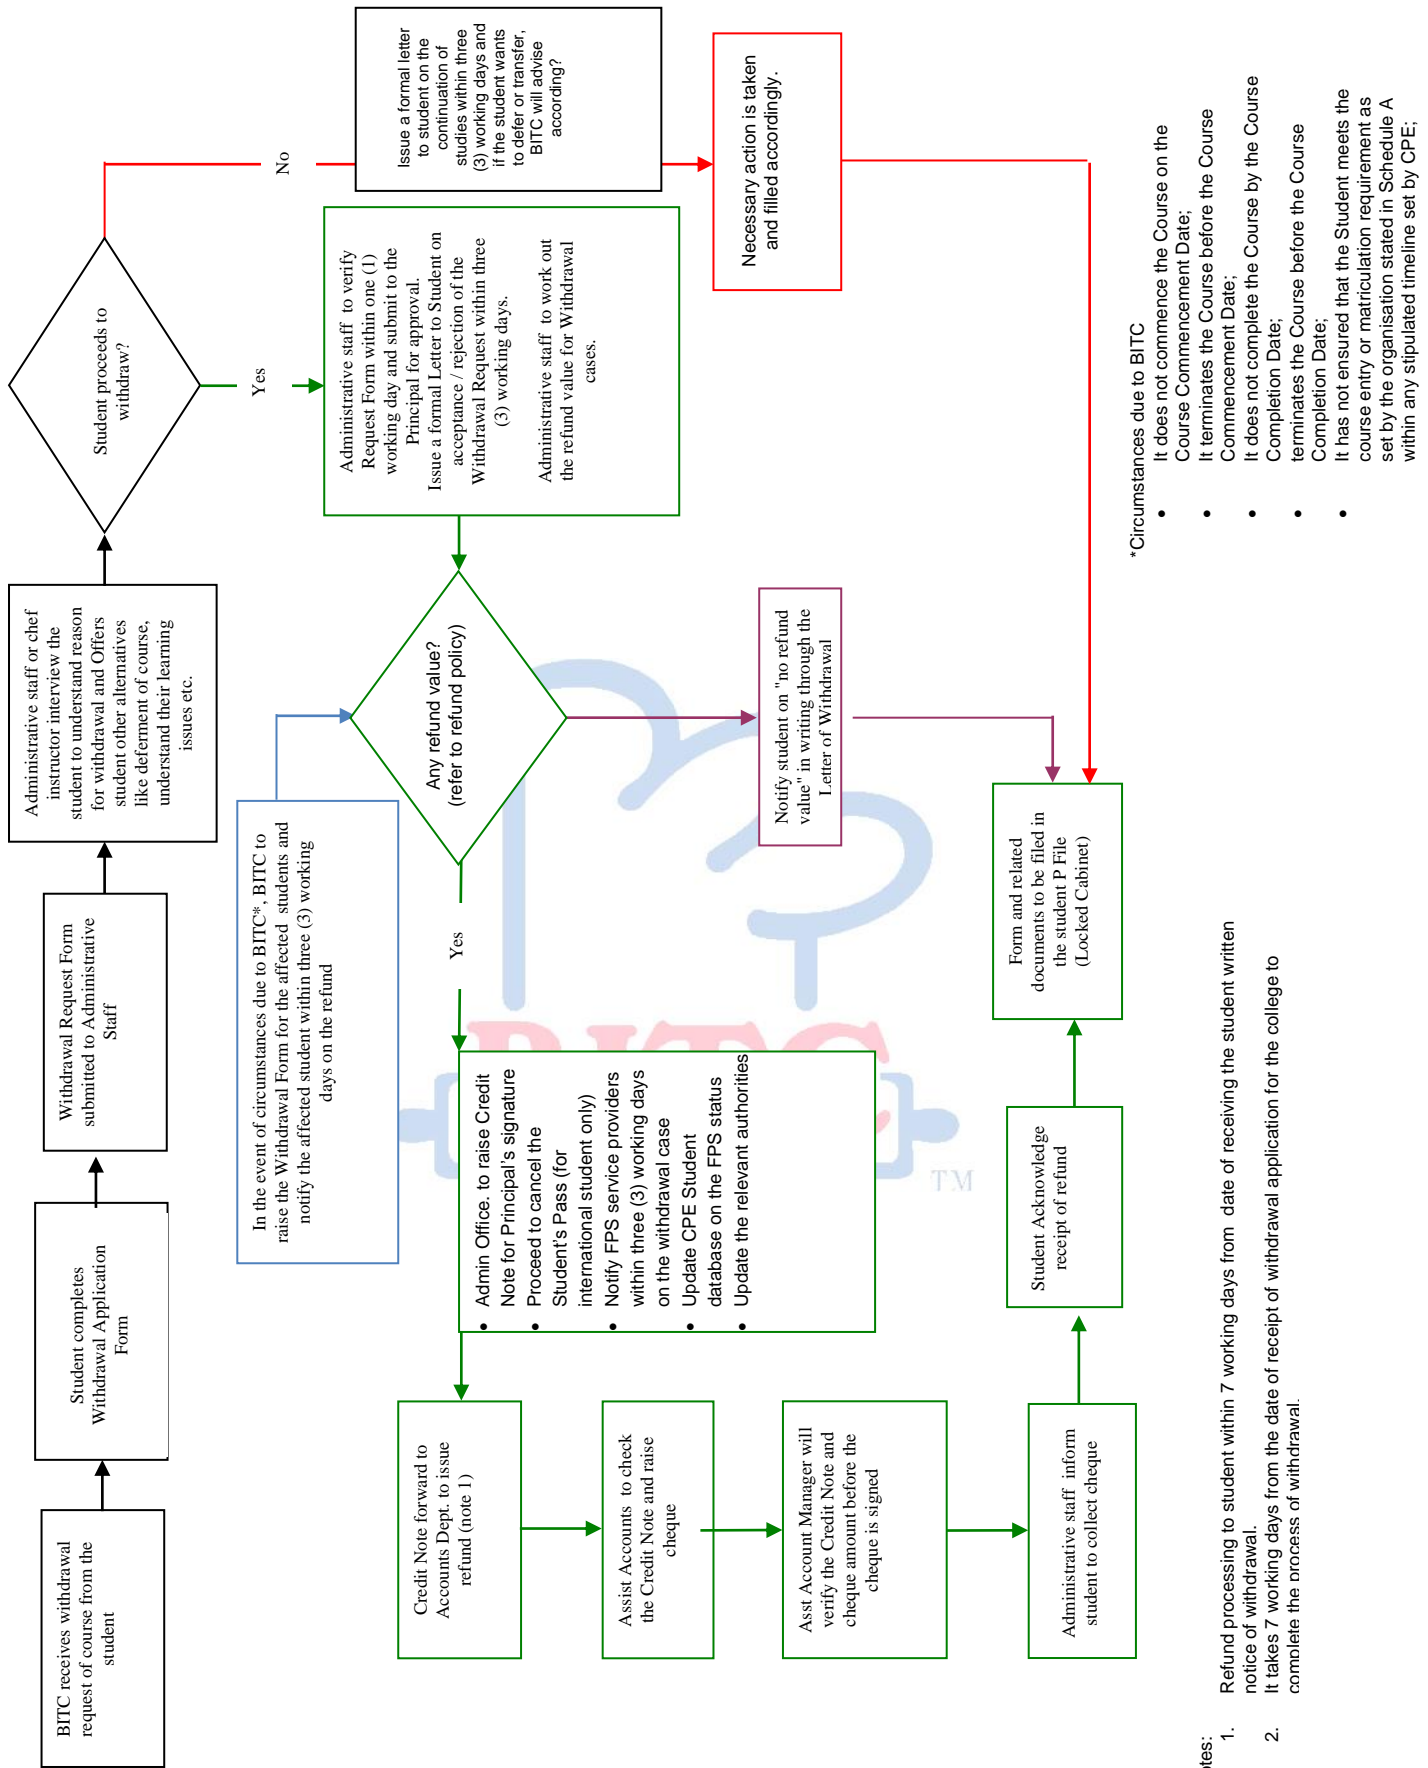 BITC receives withdrawal
request of course from the
student
Student completes
Withdrawal Application
Form
Withdrawal Request Form
submitted to Administrative
Staff
Administrative staff or chef
instructor interview the
student to understand reason
for withdrawal and Offers
student other alternatives
like deferment of course,
understand their learning
issues etc.
Student proceeds to
withdraw?
No
Issue a formal letter
to student on the
continuation of
studies within three
(3) working days and
if the student wants
to defer or transfer,
BITC will advise
according?
Necessary action is taken
and filled accordingly.
Yes
Administrative staff to verify
Request Form within one (1)
working day and submit to the
Principal for approval.
Issue a formal Letter to Student on
acceptance / rejection of the
Withdrawal Request within three
(3) working days.
Administrative staff to work out
the refund value for Withdrawal
cases.
In the event of circumstances due to BITC*, BITC to
raise the Withdrawal Form for the affected students and
notify the affected student within three (3) working
days on the refund
Any refund value?
(refer to refund policy)
Notify student on "no refund
value" in writing through the
Letter of Withdrawal
Yes
• Admin Office. to raise Credit
Note for Principal's signature
• Proceed to cancel the
Student's Pass (for
international student only)
• Notify FPS service providers
within three (3) working days
on the withdrawal case
• Update CPE Student
database on the FPS status
• Update the relevant authorities
Credit Note forward to
Accounts Dept. to issue
refund (note 1)
Assist Accounts to check
the Credit Note and raise
cheque
Asst Account Manager will
verify the Credit Note and
cheque amount before the
cheque is signed
Administrative staff inform
student to collect cheque
Student Acknowledge
receipt of refund
Form and related
documents to be filed in
the student P File
(Locked Cabinet)
BITC
TM
*Circumstances due to BITC
• It does not commence the Course on the
Course Commencement Date;
• It terminates the Course before the Course
Commencement Date;
• It does not complete the Course by the Course
Completion Date;
• terminates the Course before the Course
Completion Date;
• It has not ensured that the Student meets the
course entry or matriculation requirement as
set by the organisation stated in Schedule A
within any stipulated timeline set by CPE;
otes:
1. Refund processing to student within 7 working days from date of receiving the student written
notice of withdrawal.
2. It takes 7 working days from the date of receipt of withdrawal application for the college to
complete the process of withdrawal.